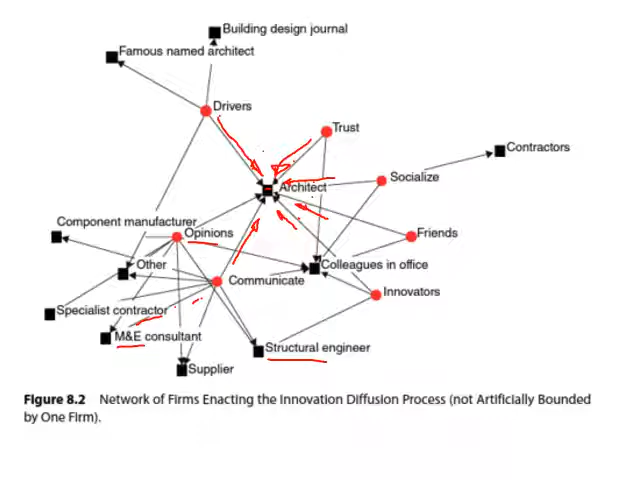 Building design journal
Famous named architect
Drivers
Trust
Contractors
Socialize
Architect
Component manufacturer
Opinions
Friends
Other
Colleagues in office
Communicate
Innovators
Specialist contractor
M&E consultant
Structural engineer
Supplier
Figure 8.2 Network of Firms Enacting the Innovation Diffusion Process (not Artificially Bounded
by One Firm).